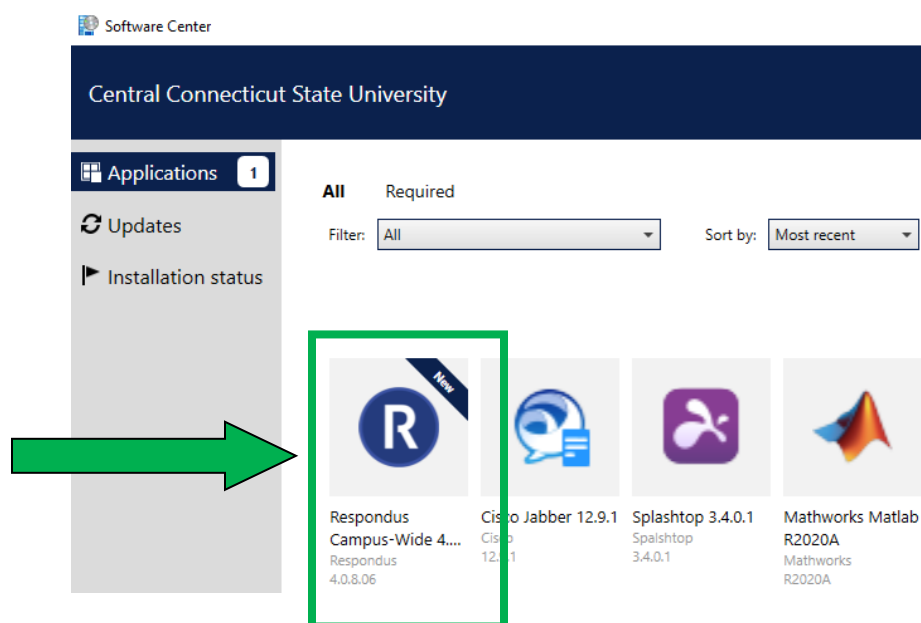 Software Center
Central Connecticut State University
Applications 1
Updates
Installation status
All Required
Filter: All Sort by: Most recent
New
R
Respondus
Campus-Wide 4....
Respondus
4.0.8.06
Cisco Jabber 12.9.1
Cisco
12.9.1
Splashtop 3.4.0.1
Spalshtop
3.4.0.1
Mathworks Matlab
R2020A
Mathworks
R2020A